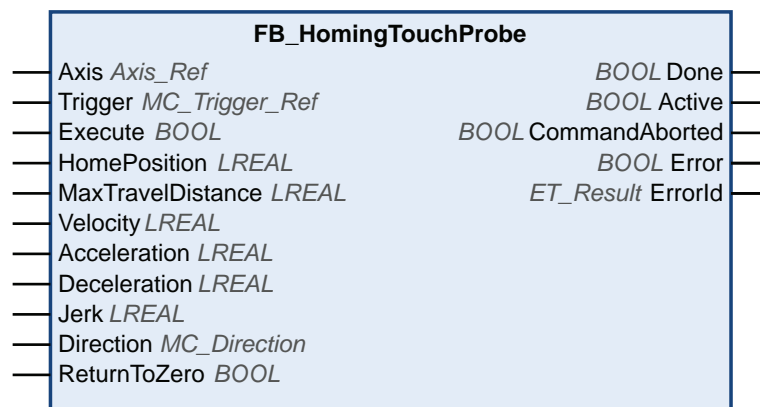 FB_HomingTouchProbe
Axis Axis_Ref BOOL Done
Trigger MC_Trigger_Ref BOOL Active
Execute BOOL BOOL CommandAborted
HomePosition LREAL BOOL Error
MaxTravelDistance LREAL ET_Result ErrorId
Velocity LREAL
Acceleration LREAL
Deceleration LREAL
Jerk LREAL
Direction MC_Direction
ReturnToZero BOOL